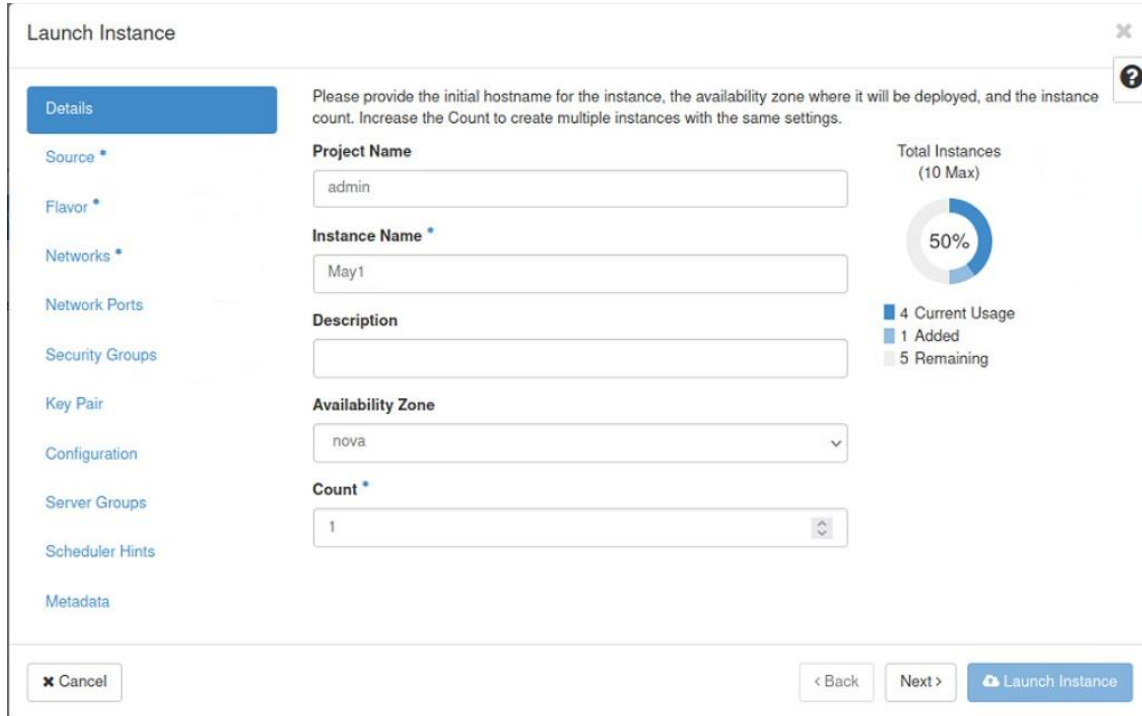 Launch Instance
Details
Source *
Flavor *
Networks *
Network Ports
Security Groups
Key Pair
Configuration
Server Groups
Scheduler Hints
Metadata
Please provide the initial hostname for the instance, the availability zone where it will be deployed, and the instance
count. Increase the Count to create multiple instances with the same settings.
Project Name
admin
Instance Name *
May1
Description
Availability Zone
nova
Count *
1
Total Instances
(10 Max)
50%
4 Current Usage
1 Added
5 Remaining
× Cancel
< Back
Next >
Launch Instance